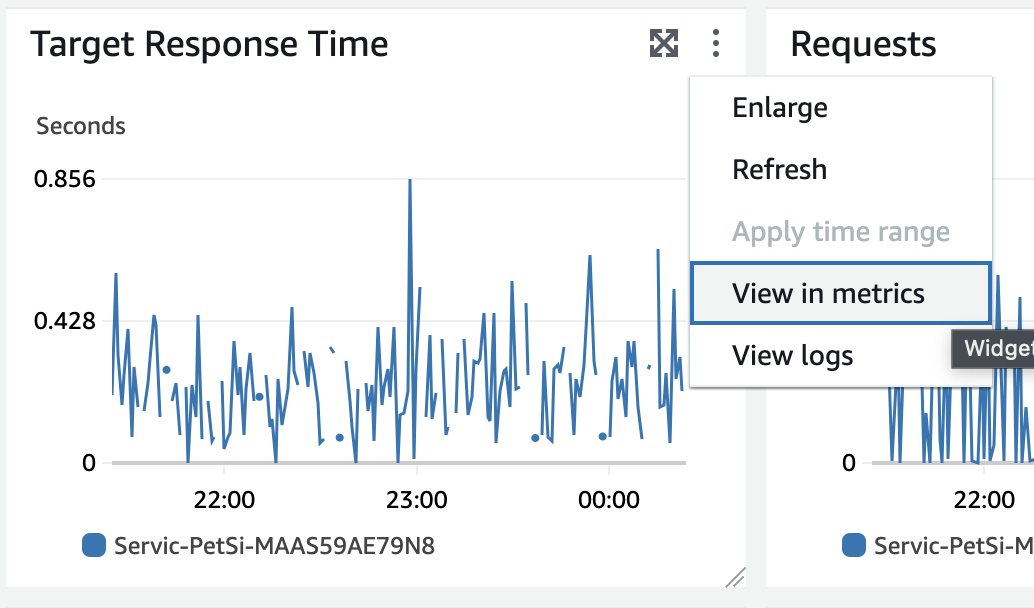 Target Response Time
Seconds
0.856
0.428
0
22:00
23:00
00:00
Servic-PetSi-MAAS59AE79N8
Enlarge
Refresh
Apply time range
View in metrics
View logs
Requests
Widget
0
22:00
Servic-PetSi-M